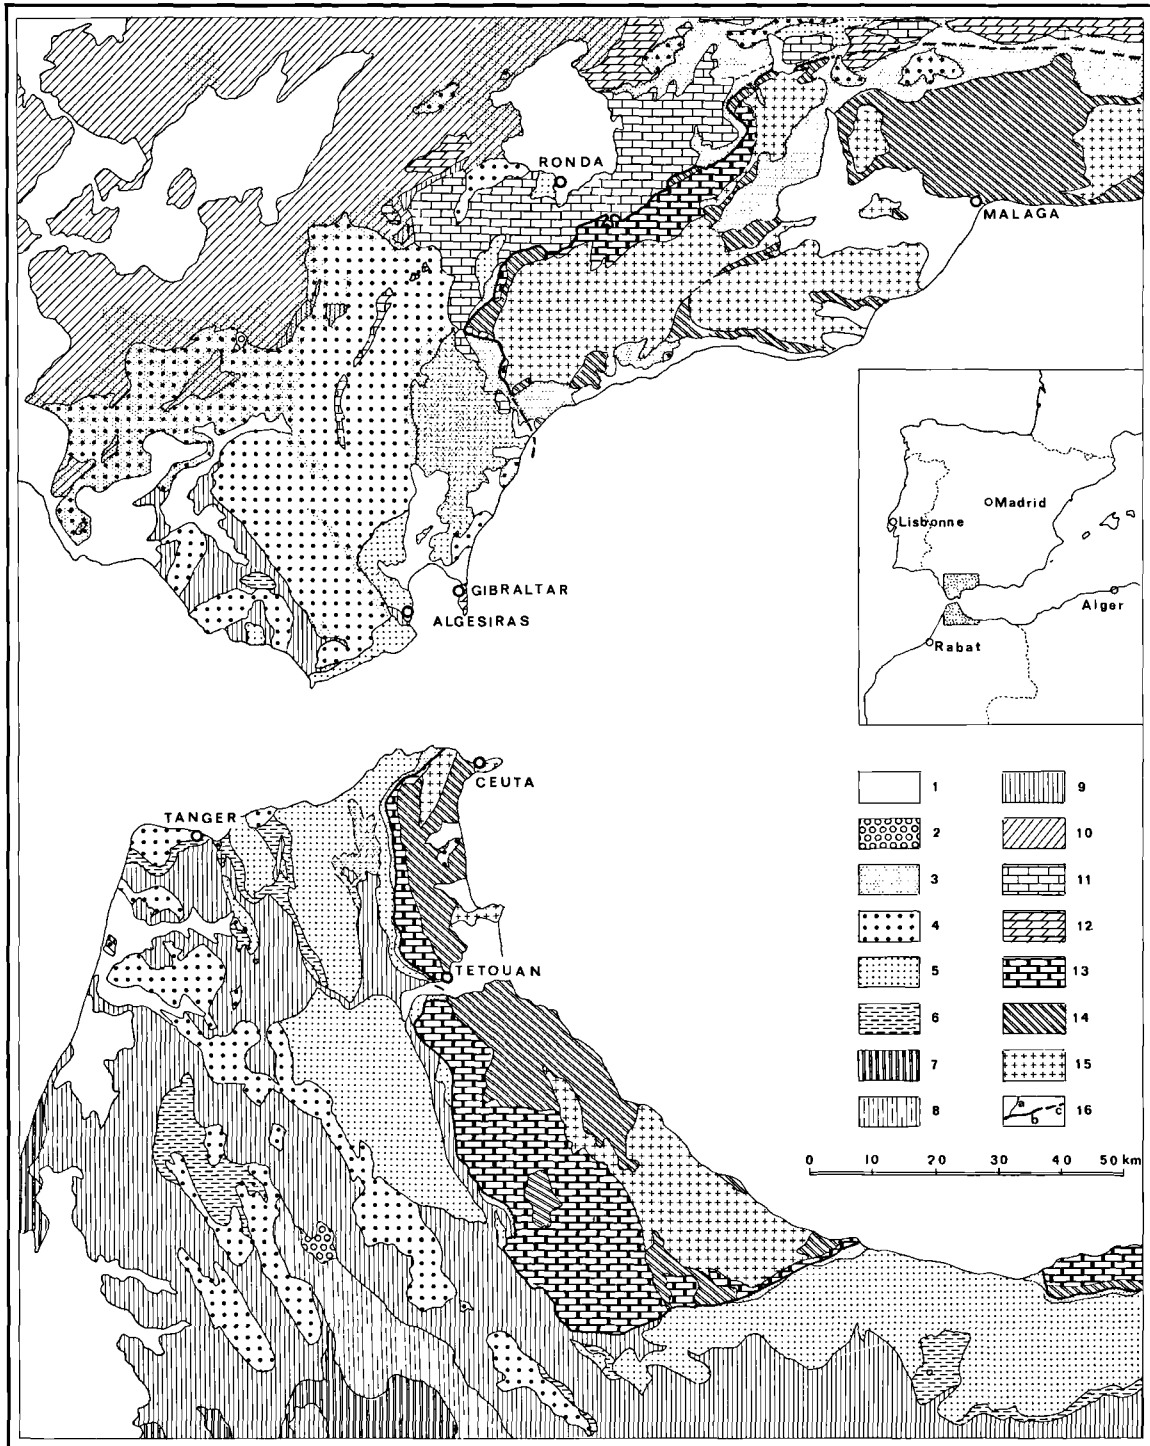 RONDA
MALAGA
GIBRALTAR
ALGESIRAS
Madrid
Lisbonne
Alger
Rabat
CEUTA
TANGER
TETOUAN
1
2
3
4
5
6
7
8
9
10
11
12
13
14
15
a
b
c
16
0 10 20 30 40 50 km